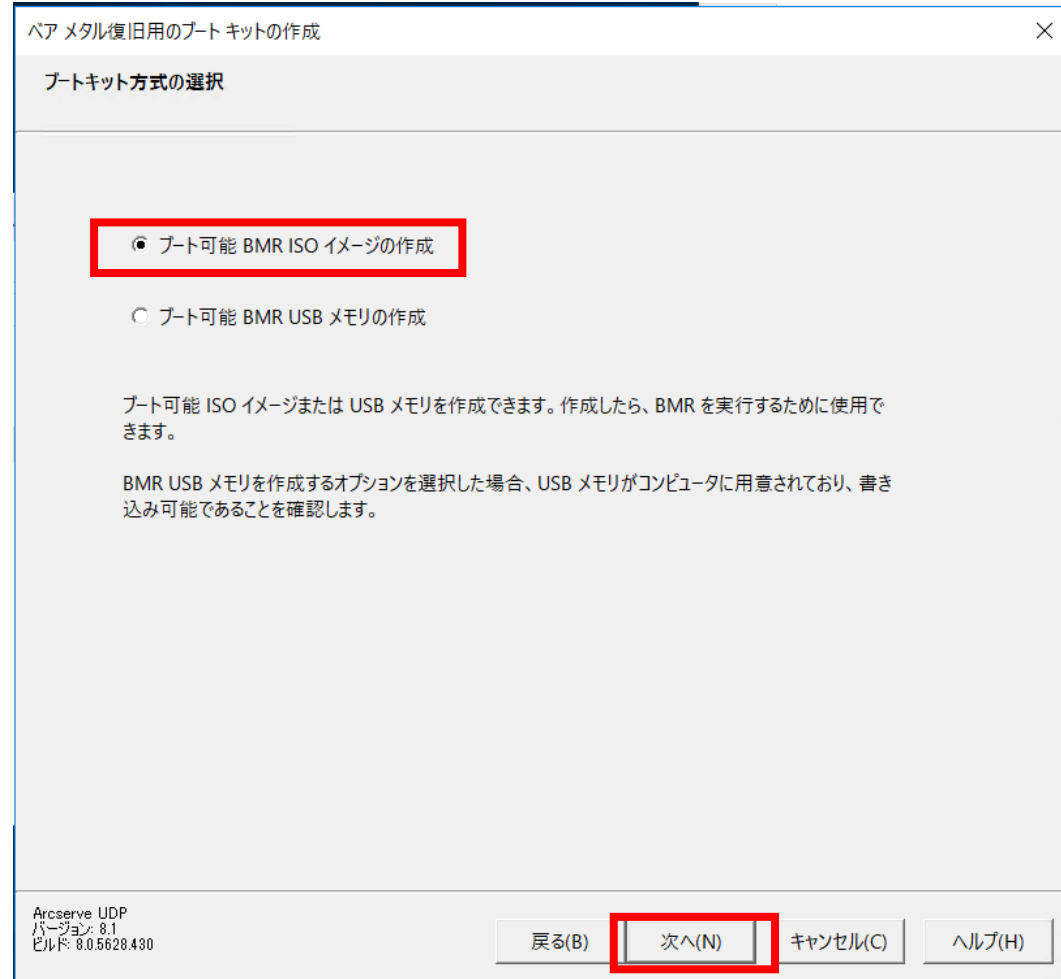 ベア メタル復旧用のブート キットの作成
ブートキット方式の選択
ブート可能 BMR ISO イメージの作成
ブート可能 BMR USB メモリの作成
ブート可能 ISO イメージまたは USB メモリを作成できます。作成したら、BMR を実行するために使用で
きます。
BMR USB メモリを作成するオプションを選択した場合、USB メモリがコンピュータに用意されており、書き
込み可能であることを確認します。
Arcserve UDP
バージョン: 8.1
ビルド: 8.0.5628.430
戻る(B) 次へ(N) キャンセル(C) ヘルプ(H)